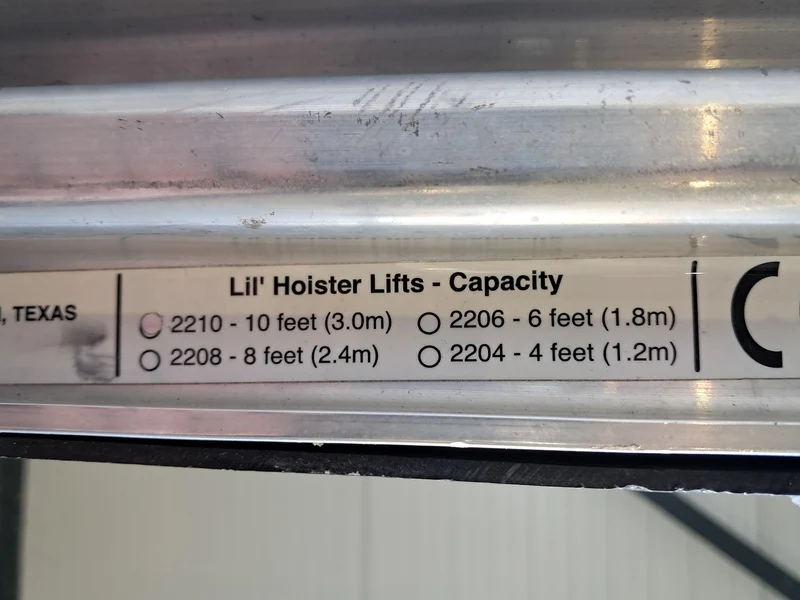 Lil' Hoister Lifts - Capacity
TEXAS
2210 - 10 feet (3.0m)
2206 - 6 feet (1.8m)
2208 - 8 feet (2.4m)
2204 - 4 feet (1.2m)
C